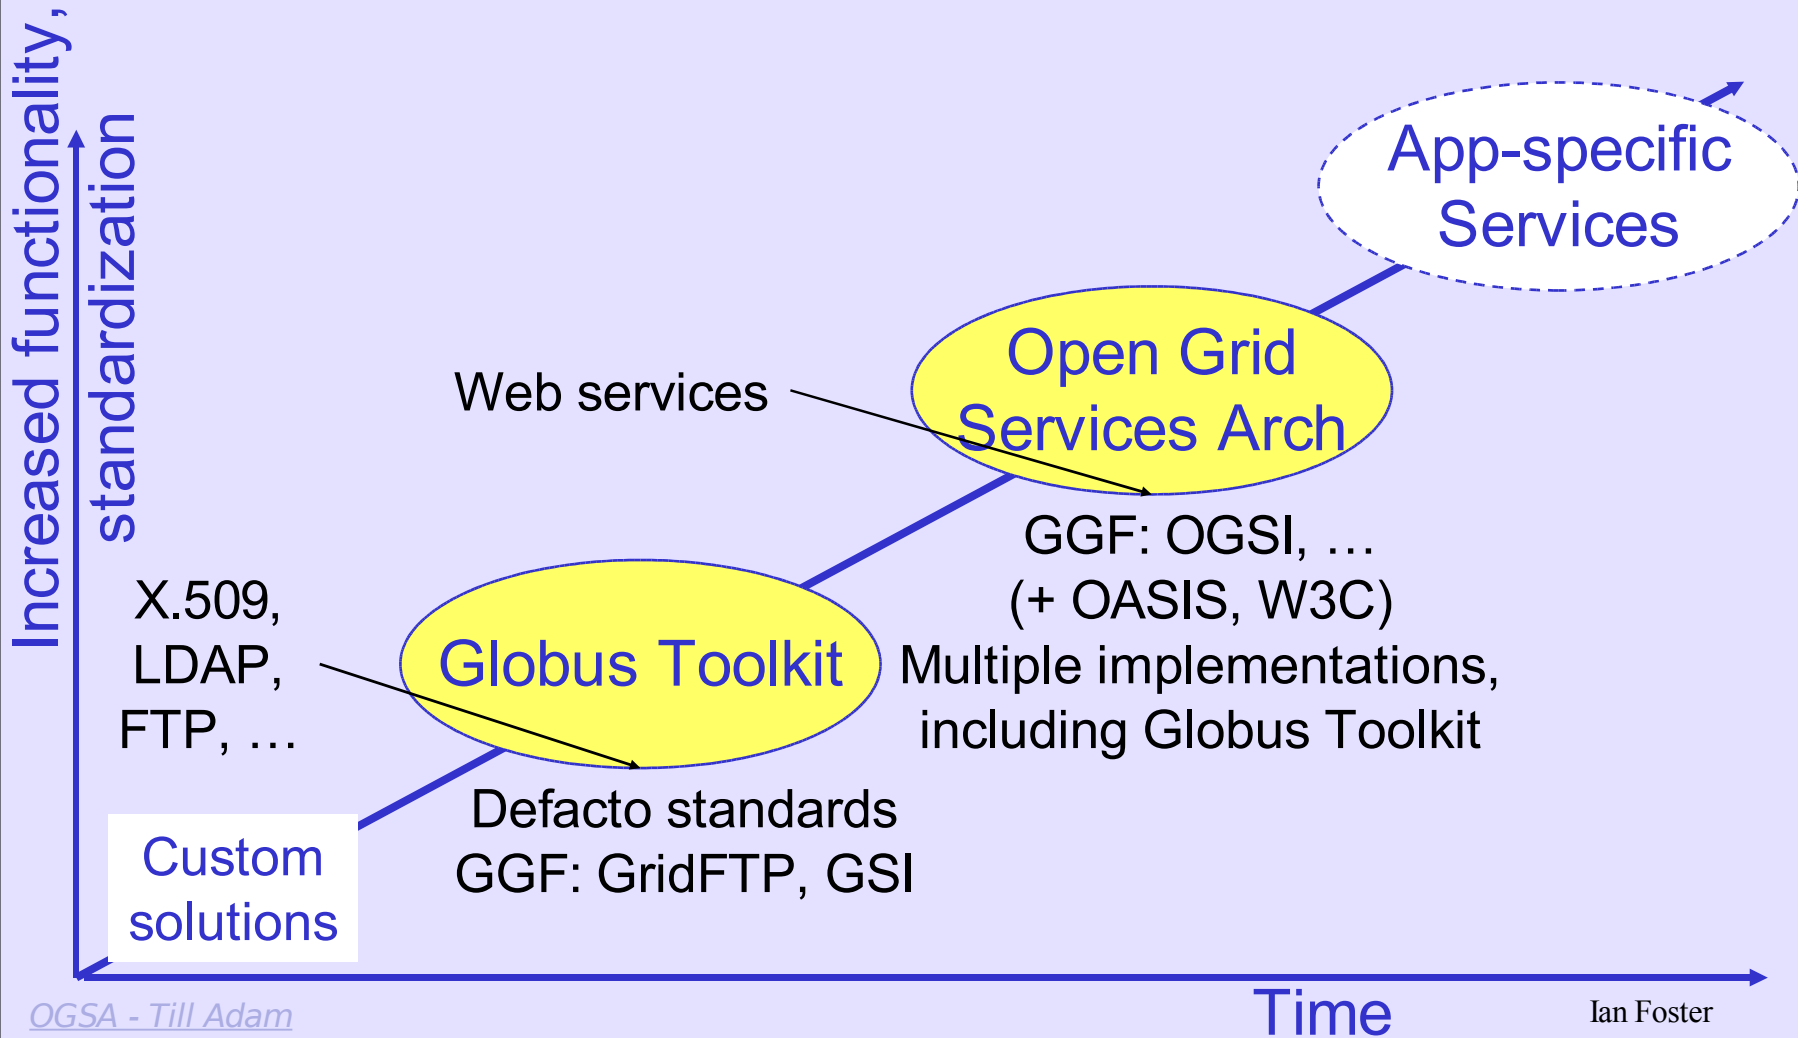 Increased functionality,
standardization
App-specific
Services
Open Grid
Services Arch
Web services
GGF: OGSI, …
(+ OASIS, W3C)
Multiple implementations,
including Globus Toolkit
X.509,
LDAP,
FTP, …
Globus Toolkit
Defacto standards
GGF: GridFTP, GSI
Custom
solutions
Time
OGSA - Till Adam
Ian Foster